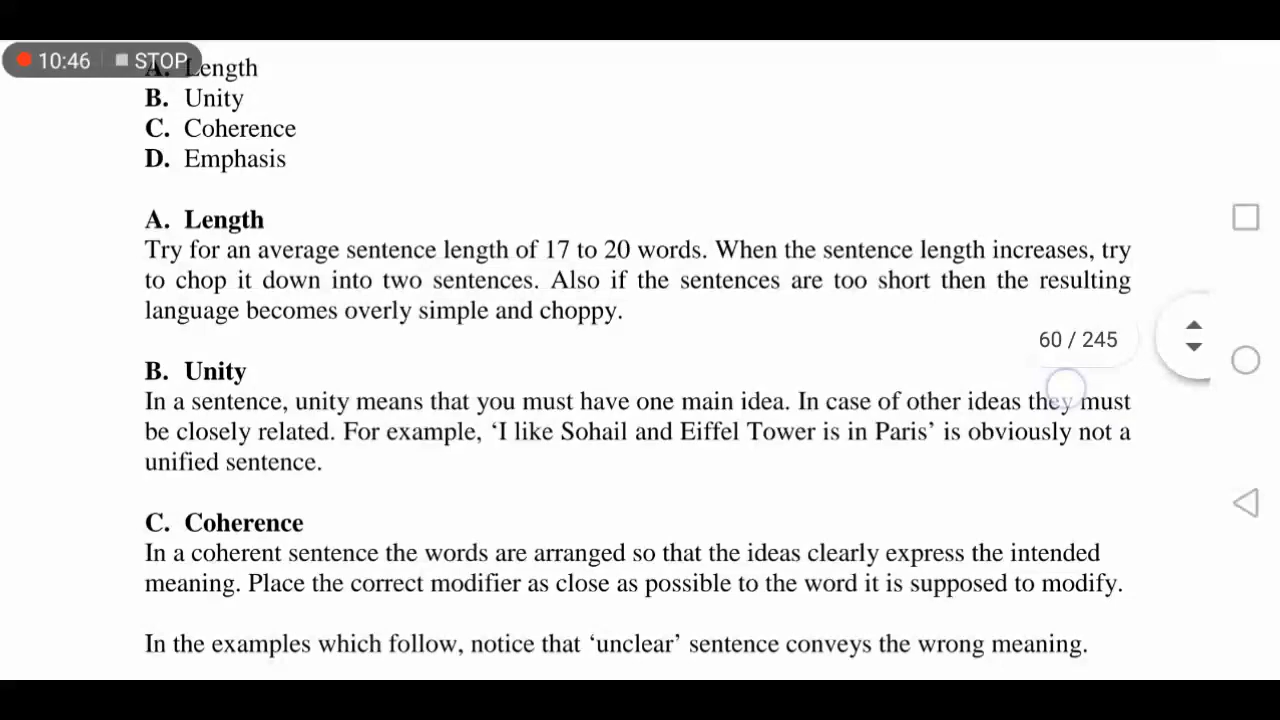 10:46 STOP
A. Length
B. Unity
C. Coherence
D. Emphasis
A. Length
Try for an average sentence length of 17 to 20 words. When the sentence length increases, try
to chop it down into two sentences. Also if the sentences are too short then the resulting
language becomes overly simple and choppy.
60 / 245
B. Unity
In a sentence, unity means that you must have one main idea. In case of other ideas they must
be closely related. For example, ‘I like Sohail and Eiffel Tower is in Paris’ is obviously not a
unified sentence.
C. Coherence
In a coherent sentence the words are arranged so that the ideas clearly express the intended
meaning. Place the correct modifier as close as possible to the word it is supposed to modify.
In the examples which follow, notice that ‘unclear’ sentence conveys the wrong meaning.